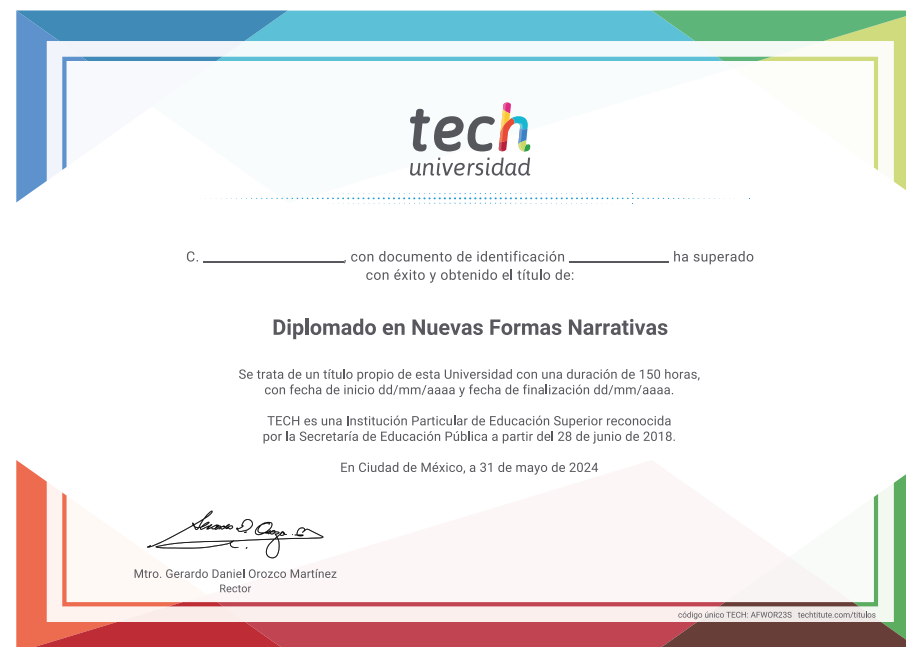 tech
universidad
C. ____________, con documento de identificación ____________ ha superado
con éxito y obtenido el título de:
Diplomado en Nuevas Formas Narrativas
Se trata de un título propio de esta Universidad con una duración de 150 horas,
con fecha de inicio dd/mm/aaaa y fecha de finalización dd/mm/aaaa.
TECH es una Institución Particular de Educación Superior reconocida
por la Secretaría de Educación Pública a partir del 28 de junio de 2018.
En Ciudad de México, a 31 de mayo de 2024
Mtro. Gerardo Daniel Orozco Martínez
Rector
código único TECH: AFWOR23S techtitute.com/titulos